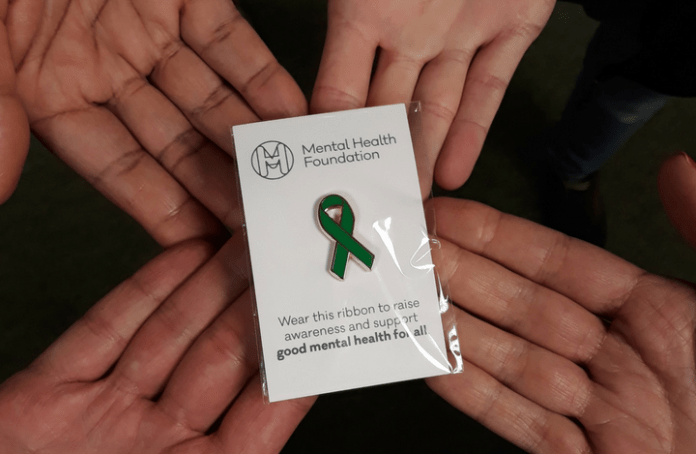 Mental Health
Foundation
Wear this ribbon to raise
awareness and support
good mental health for all